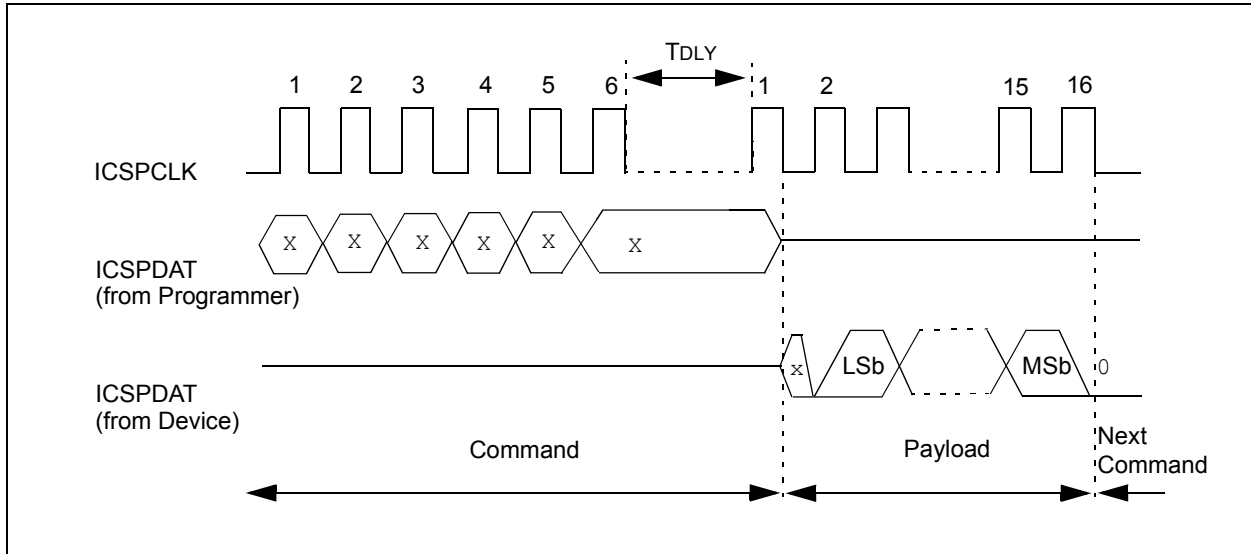 TDLY
1 2 3 4 5 6 1 2 15 16
ICSPCLK
X X X X X X
ICSPDAT
(from Programmer)
x LSb MSb 0
ICSPDAT
(from Device)
Command
Payload
Next
Command